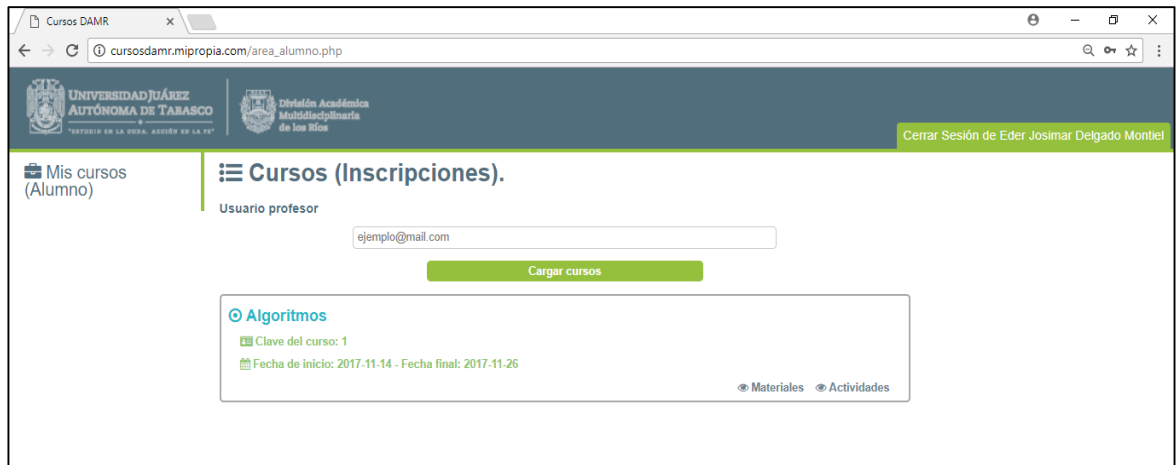 Cursos DAMR
cursosdamr.mipropia.com/area_alumno.php
UNIVERSIDAD JUÁREZ
AUTÓNOMA DE TABASCO
"ESTUDIO EN LA DUDA. ACCIÓN EN LA FE"
División Académica
Multidisciplinaria
de los Ríos
Cerrar Sesión de Eder Josimar Delgado Montiel
Mis cursos
(Alumno)
Cursos (Inscripciones).
Usuario profesor
ejemplo@mail.com
Cargar cursos
Algoritmos
Clave del curso: 1
Fecha de inicio: 2017-11-14 - Fecha final: 2017-11-26
Materiales Actividades